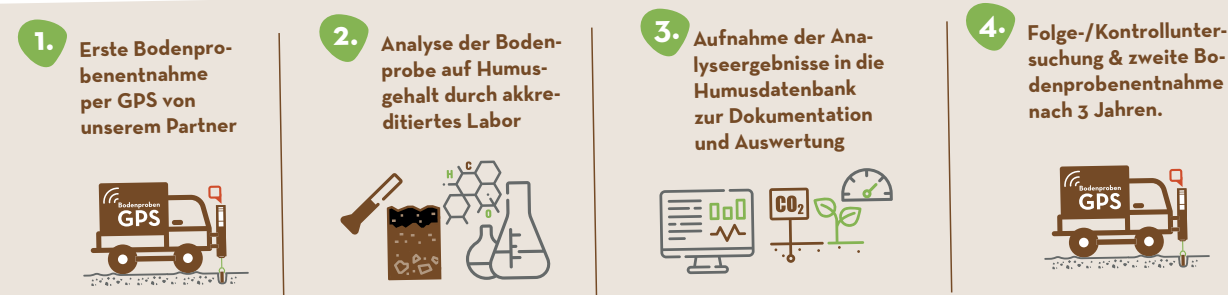 1.
Erste Bodenpro-
benentnahme
per GPS von
unserem Partner
Bodenproben
GPS
2.
Analyse der Boden-
probe auf Humus-
gehalt durch akkre-
ditiertes Labor
H
C
O
3.
Aufnahme der Ana-
lyseergebnisse in die
Humusdatenbank
zur Dokumentation
und Auswertung
CO₂
4.
Folge-/Kontrollunter-
suchung & zweite Bo-
denprobenentnahme
nach 3 Jahren.
Bodenproben
GPS